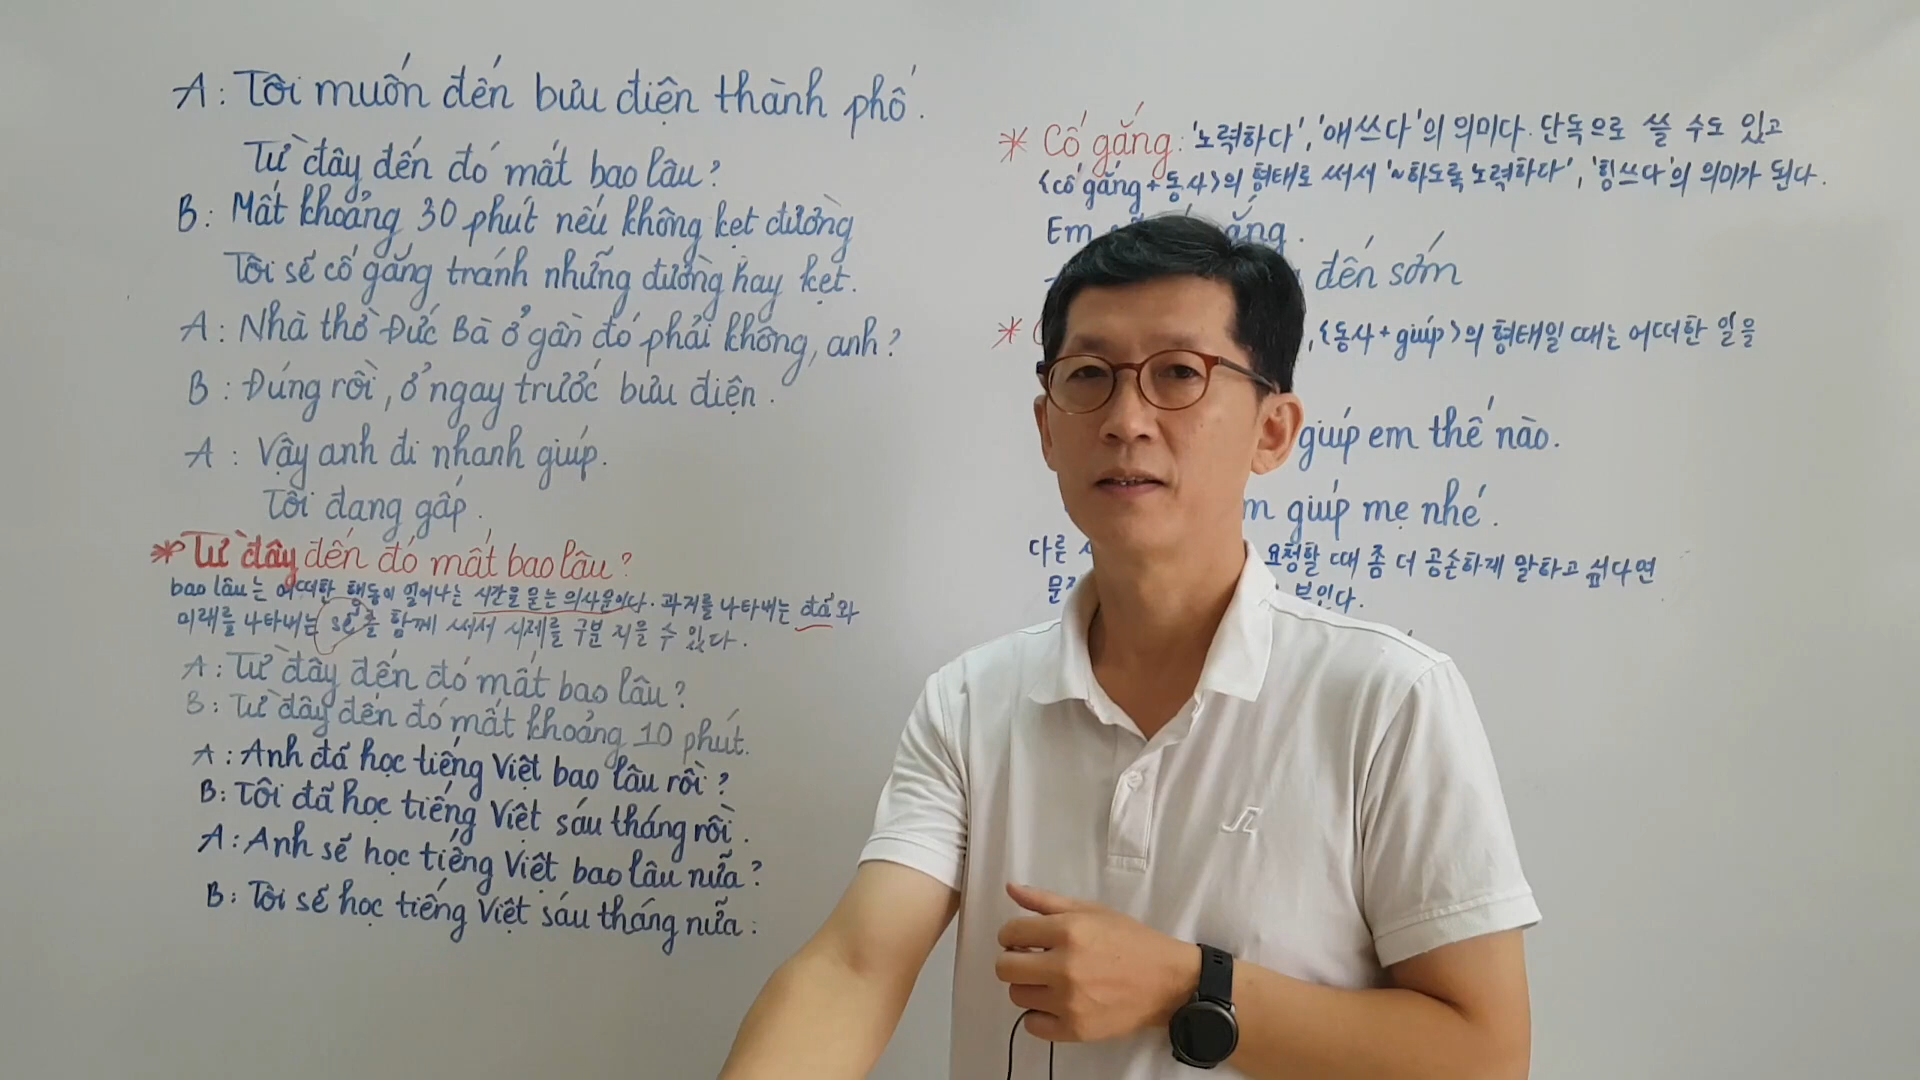 A: Tôi muốn đến bưu điện thành phố.
Từ đây đến đó mất bao lâu?
B: Mất khoảng 30 phút nếu không kẹt đường
Tôi sẽ cố gắng tránh những đường hay kẹt.
A: Nhà thờ Đức Bà ở gần đó phải không, anh?
B: Đúng rồi, ở ngay trước bưu điện.
A: Vậy anh đi nhanh giúp.
Tôi đang gấp.
* Từ đây đến đó mất bao lâu?
bao lâu는 어떠한 행동이 일어나는 시간을 묻는 의사문이다. 과거를 나타내는 đã와
미래를 나타내는 sẽ를 함께 써서 시제를 구분 지을 수 있다.
A: Từ đây đến đó mất bao lâu?
B: Từ đây đến đó mất khoảng 10 phút.
A: Anh đã học tiếng Việt bao lâu rồi?
B: Tôi đã học tiếng Việt sáu tháng rồi.
A: Anh sẽ học tiếng Việt bao lâu nữa?
B: Tôi sẽ học tiếng Việt sáu tháng nữa.
* Cố gắng: '노력하다', '애쓰다'의 의미다. 단독으로 쓸 수도 있고
<cố gắng + 동사>의 형태로 써서 '~하도록 노력하다', '힘쓰다'의 의미가 된다.
Em gắng.
đến sớm
* , <동사 + giúp>의 형태일 때는 어떠한 일을
giúp em thế nào.
giúp mẹ nhé.
다른 요청할 때 좀 더 공손하게 말하고 싶다면
붙인다.